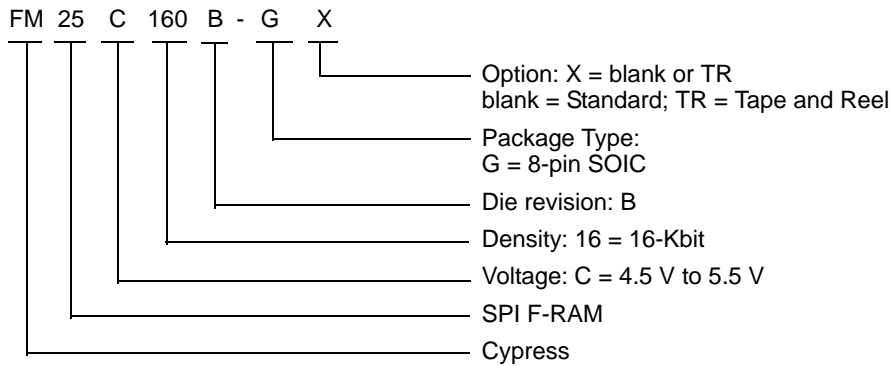 FM 25 C 160 B - G X
Option: X = blank or TR
blank = Standard; TR = Tape and Reel
Package Type:
G = 8-pin SOIC
Die revision: B
Density: 16 = 16-Kbit
Voltage: C = 4.5 V to 5.5 V
SPI F-RAM
Cypress